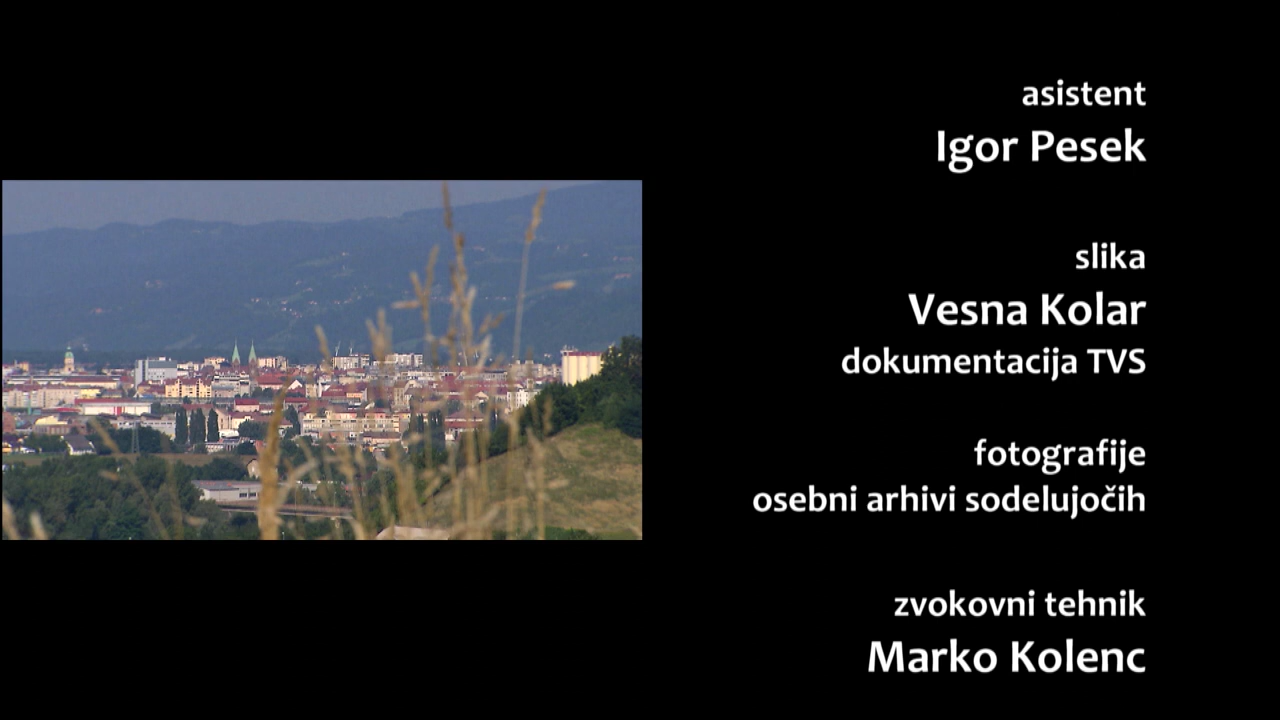 asistent
Igor Pesek
slika
Vesna Kolar
dokumentacija TVS
fotografije
osebni arhivi sodelujočih
zvokovni tehnik
Marko Kolenc